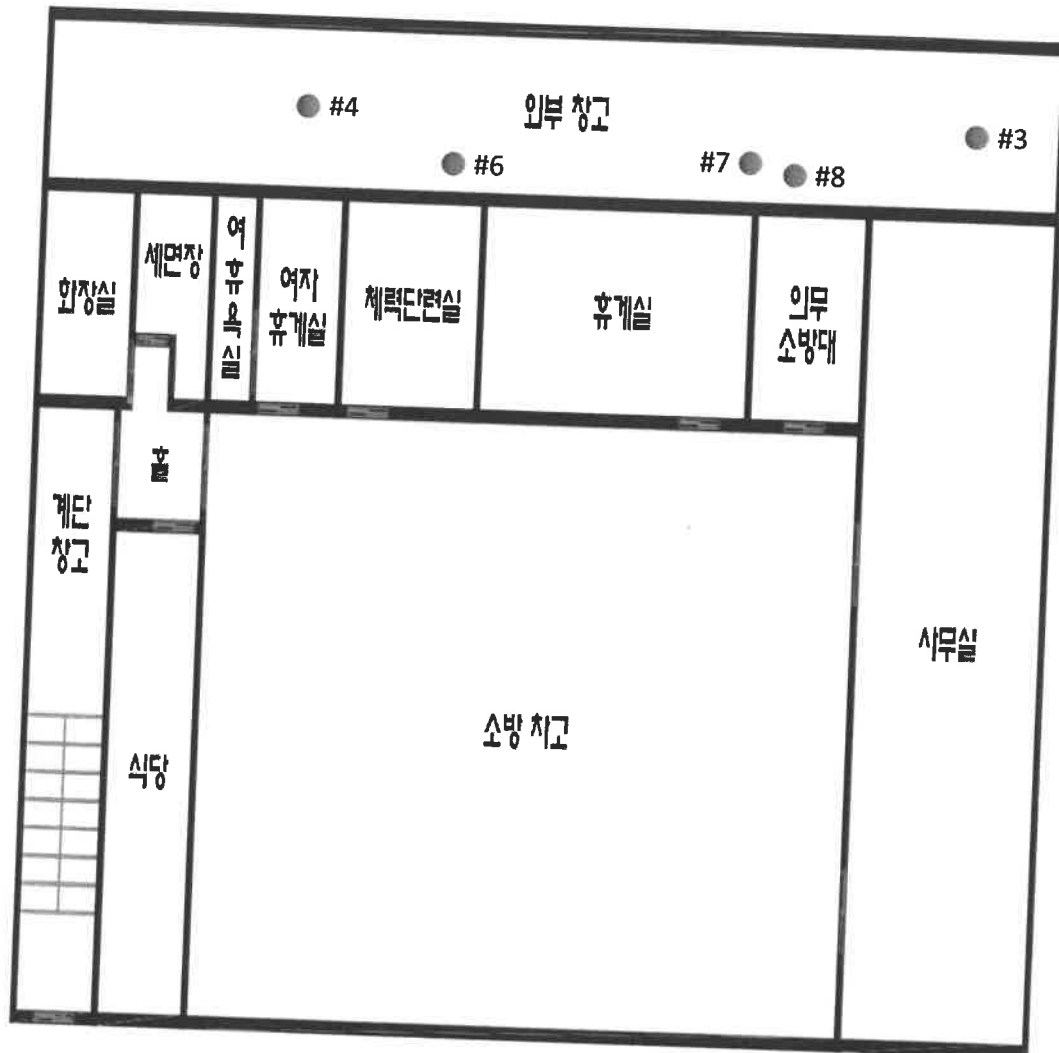 외부 창고
#4
#3
#6
#7
#8
화장실
세면장
여
휴
욕
실
여자
휴게실
체력단련실
휴게실
의무
소방대
홀
계단
창고
식당
소방 차고
사무실